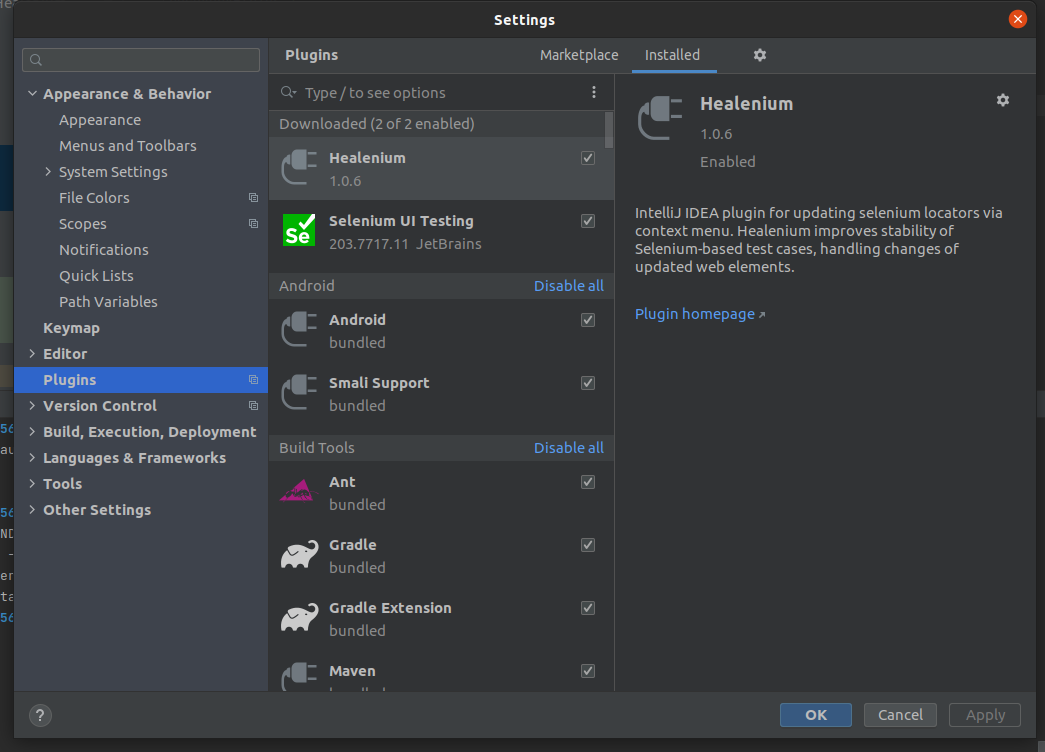 Settings
Appearance & Behavior
Appearance
Menus and Toolbars
System Settings
File Colors
Scopes
Notifications
Quick Lists
Path Variables
Keymap
Editor
Plugins
Version Control
Build, Execution, Deployment
Languages & Frameworks
Tools
Other Settings
Plugins
Marketplace
Installed
Type / to see options
Downloaded (2 of 2 enabled)
Healenium
1.0.6
Se
Selenium UI Testing
203.7717.11 JetBrains
Android
Disable all
Android
bundled
Smali Support
bundled
Build Tools
Disable all
Ant
bundled
Gradle
bundled
Gradle Extension
bundled
Maven
Healenium
1.0.6
Enabled
IntelliJ IDEA plugin for updating selenium locators via
context menu. Healenium improves stability of
Selenium-based test cases, handling changes of
updated web elements.
Plugin homepage
?
OK
Cancel
Apply